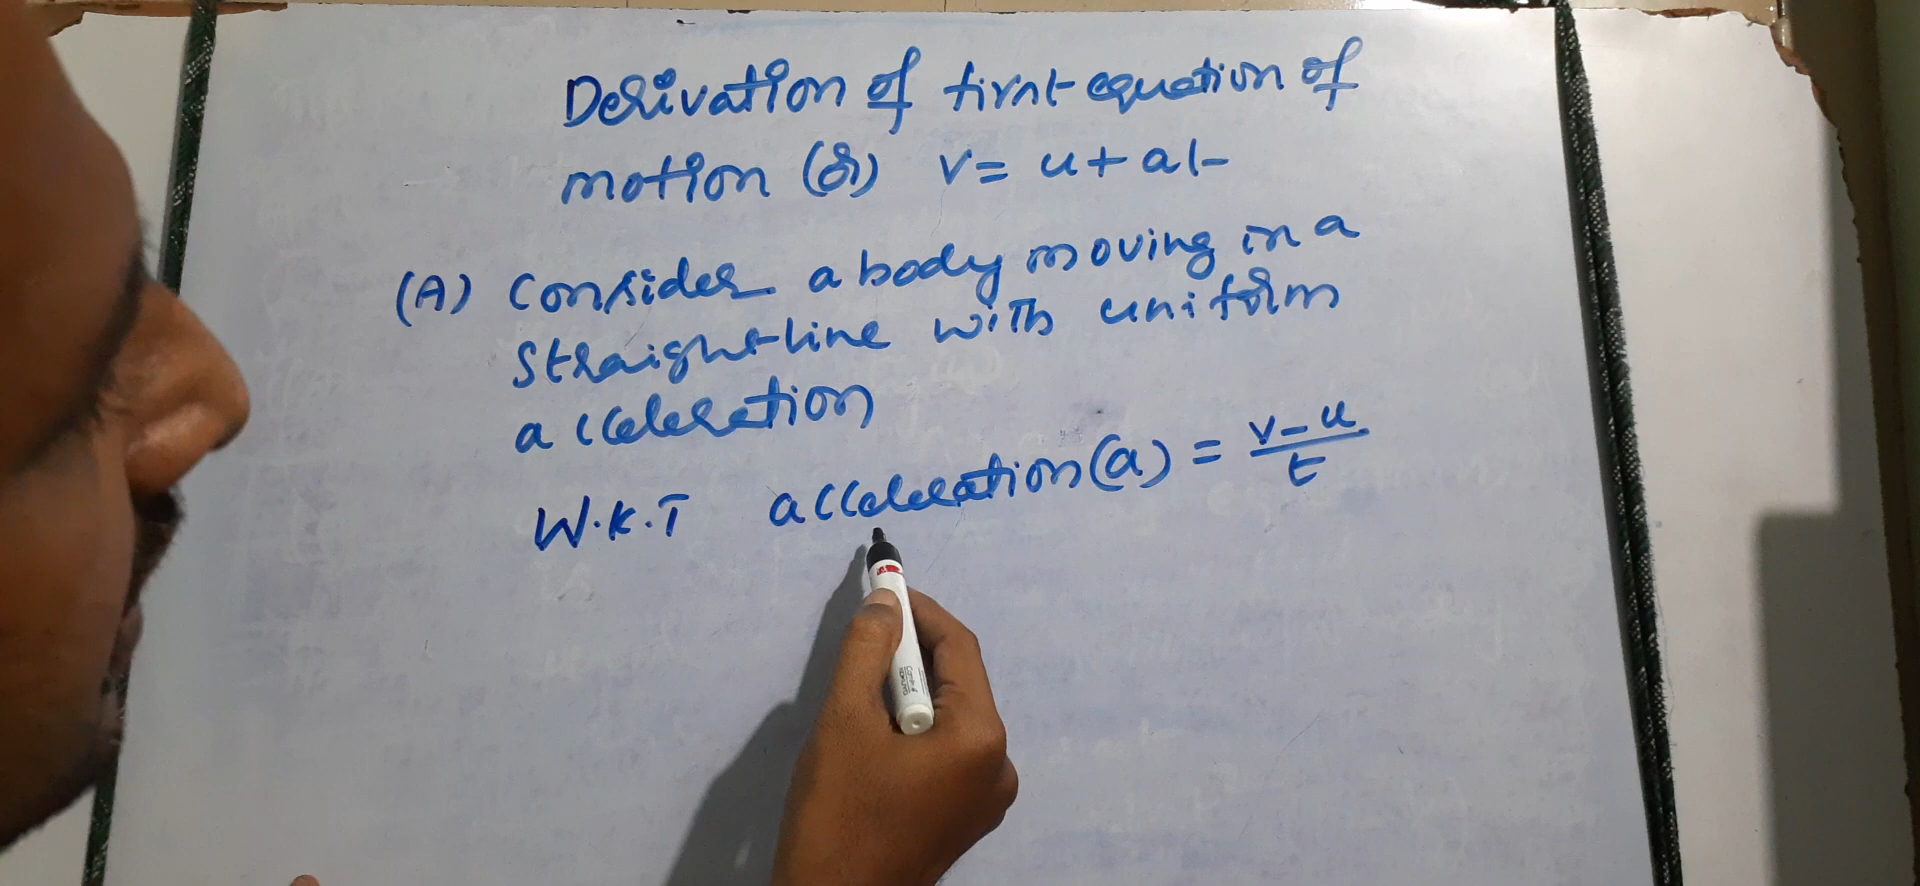 Derivation of first equation of
motion (or) v = u + at
(A) Consider a body moving in a
straight line with uniform
acceleration
W.K.T acceleration (a) = v - u / t